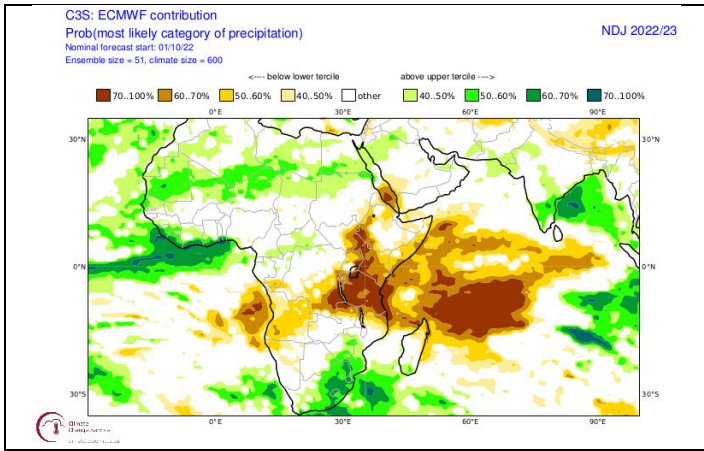 C3S: ECMWF contribution
Prob(most likely category of precipitation)
NDJ 2022/23
Nominal forecast start: 01/10/22
Ensemble size = 51, climate size = 600
<---- below lower tercile above upper tercile ---->
70..100% 60..70% 50..60% 40..50% other 40..50% 50..60% 60..70% 70..100%
0°E 30°E 60°E 90°E
30°N 30°N
0°N 0°N
30°S 30°S
0°E 30°E 60°E 90°E
Climate
Change Service